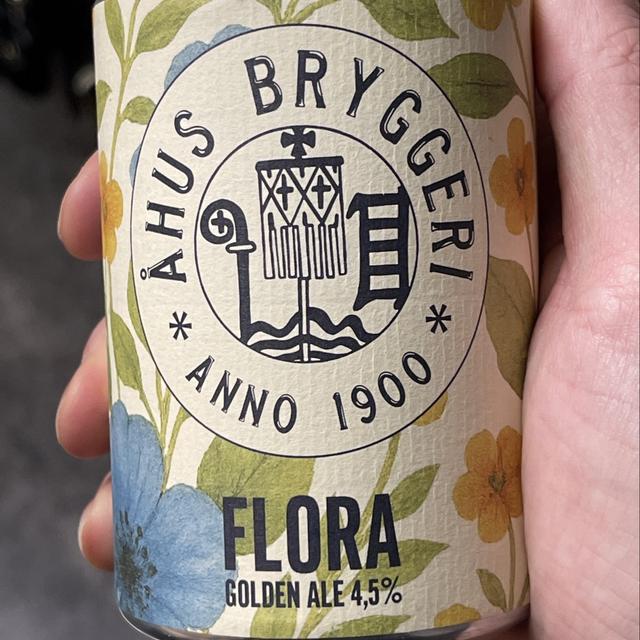 ÅHUS BRYGGERI
* ANNO 1900 *
FLORA
GOLDEN ALE 4,5%